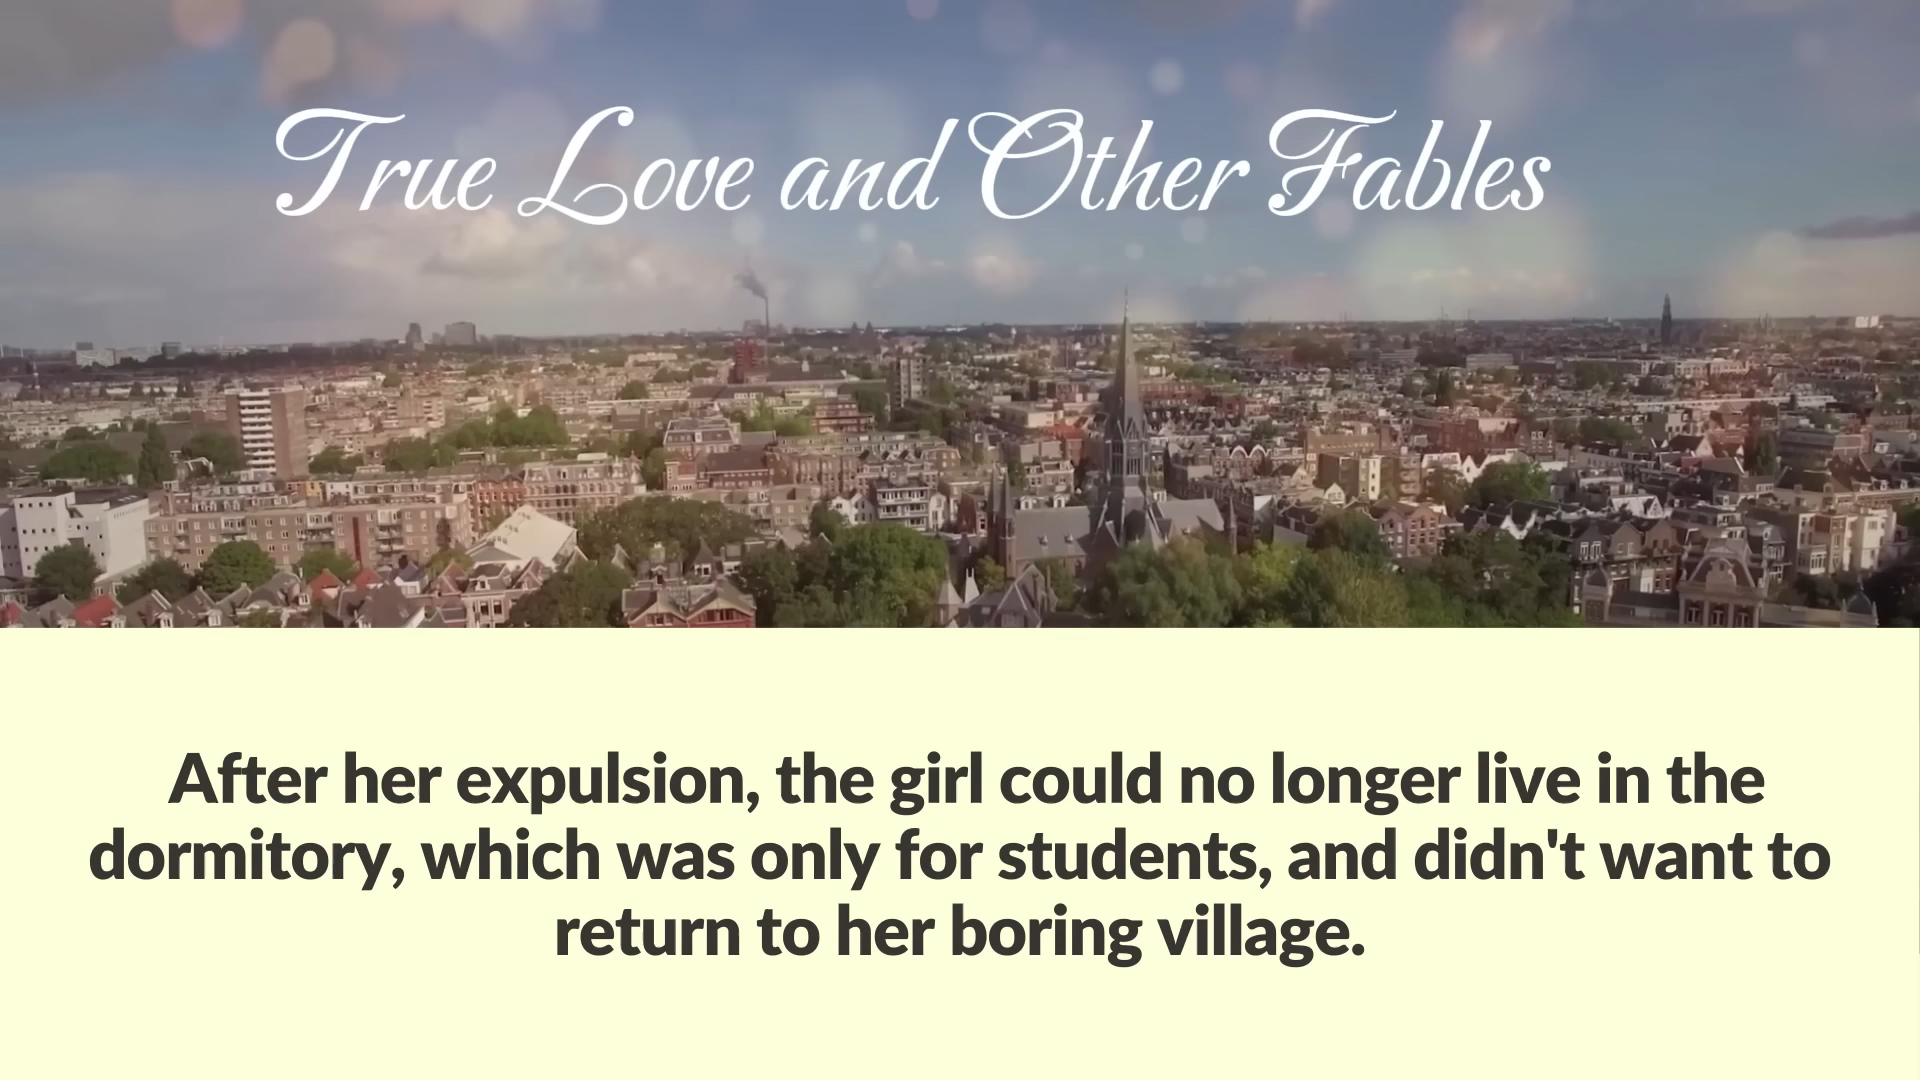 True Love and Other Fables
After her expulsion, the girl could no longer live in the
dormitory, which was only for students, and didn't want to
return to her boring village.